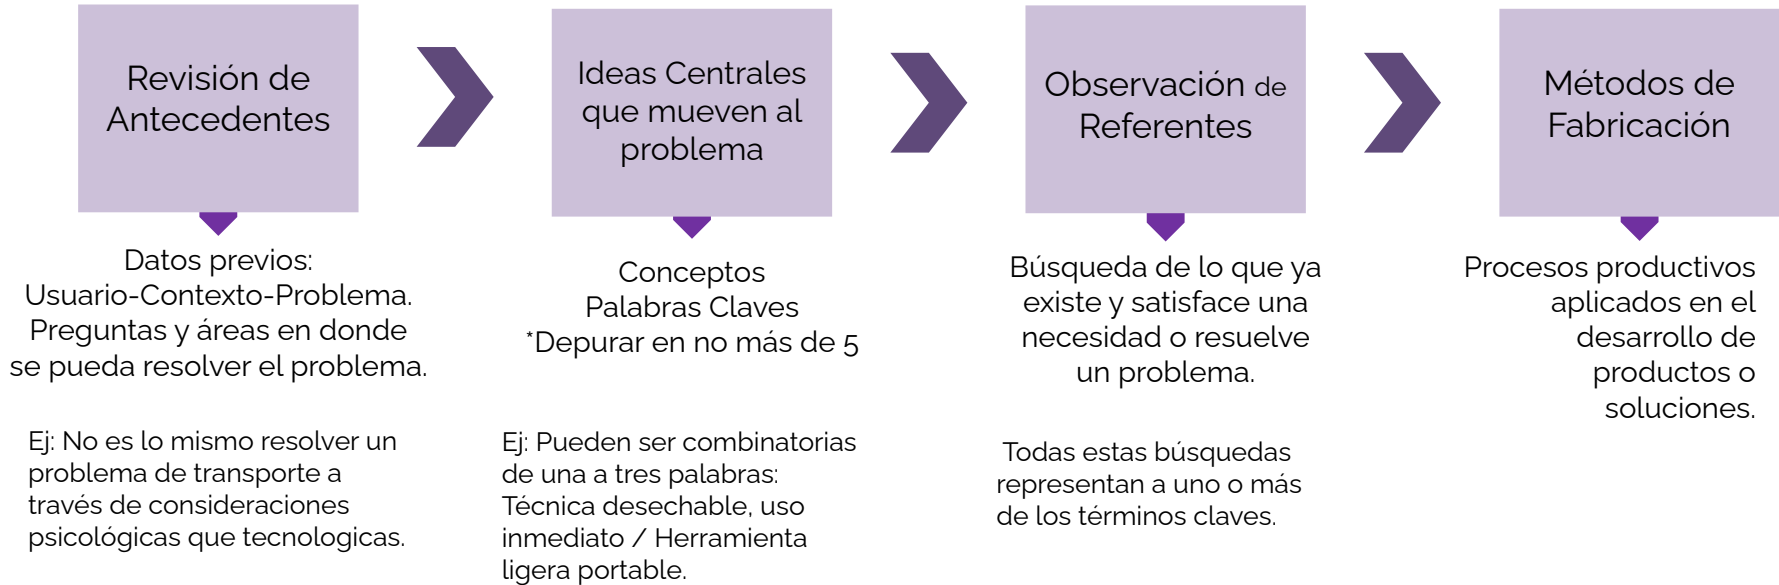 Revisión de
Antecedentes
Datos previos:
Usuario-Contexto-Problema.
Preguntas y áreas en donde
se pueda resolver el problema.
Ej: No es lo mismo resolver un
problema de transporte a
través de consideraciones
psicológicas que tecnologicas.
Ideas Centrales
que mueven al
problema
Conceptos
Palabras Claves
*Depurar en no más de 5
Ej: Pueden ser combinatorias
de una a tres palabras:
Técnica desechable, uso
inmediato / Herramienta
ligera portable.
Observación de
Referentes
Búsqueda de lo que ya
existe y satisface una
necesidad o resuelve
un problema.
Todas estas búsquedas
representan a uno o más
de los términos claves.
Métodos de
Fabricación
Procesos productivos
aplicados en el
desarrollo de
productos o
soluciones.